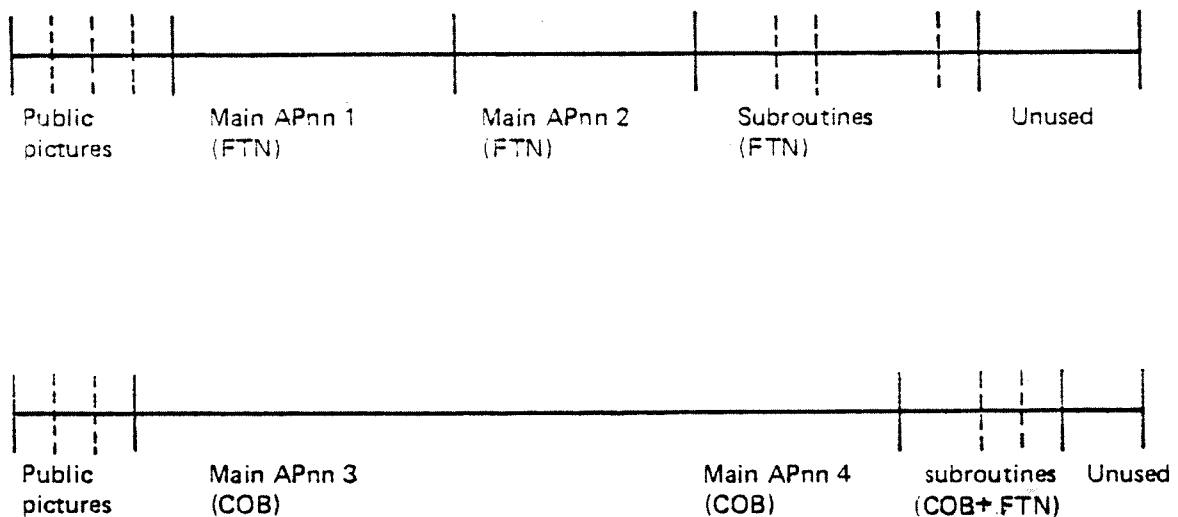 Public pictures
Main APnn 1 (FTN)
Main APnn 2 (FTN)
Subroutines (FTN)
Unused
Public pictures
Main APnn 3 (COB)
Main APnn 4 (COB)
subroutines (COB+ FTN)
Unused